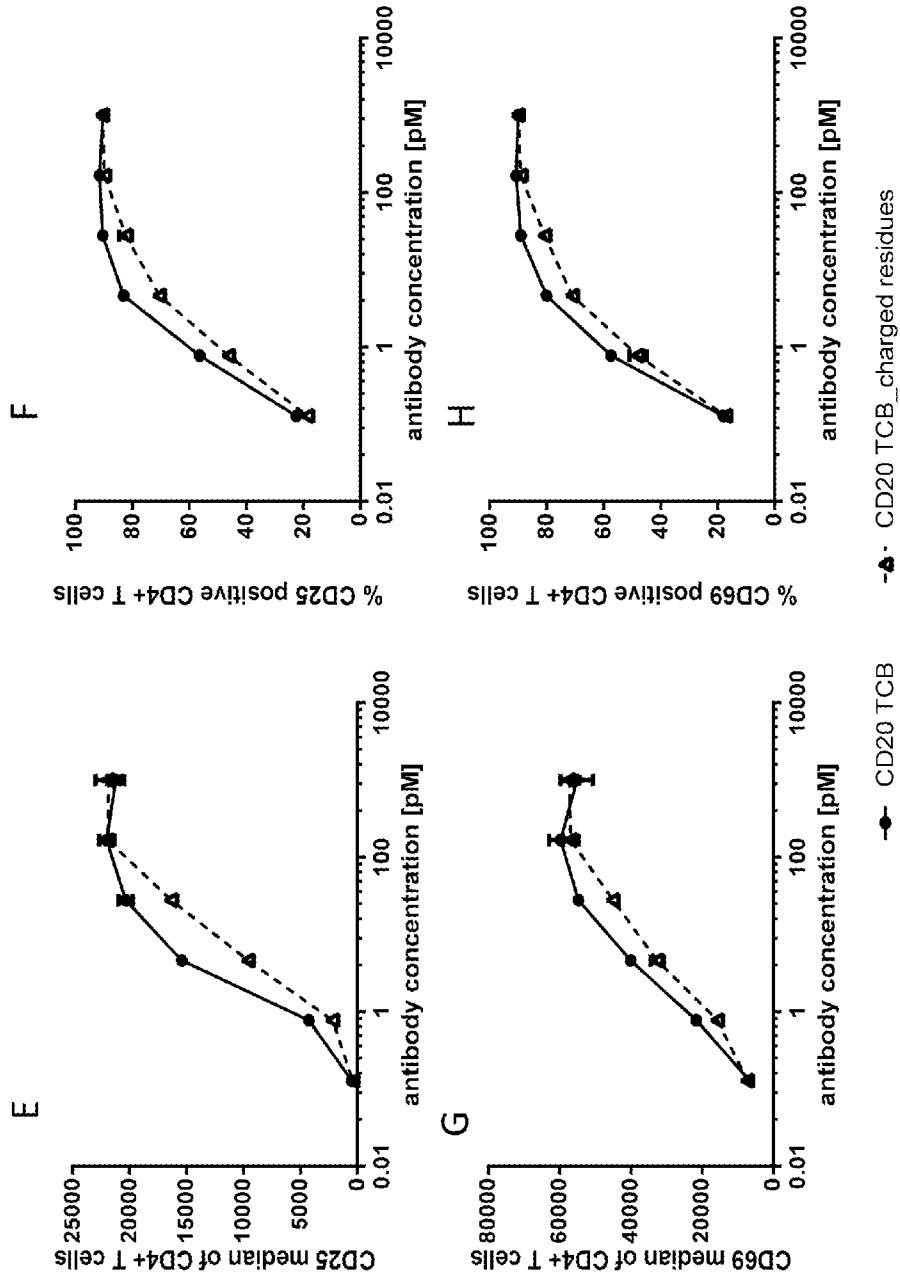 E
25000
20000
15000
10000
5000
0
CD25 median of CD4+ T cells
0.01
1
100
10000
antibody concentration [pM]
F
100
80
60
40
20
0
% CD25 positive CD4+ T cells
0.01
1
100
10000
antibody concentration [pM]
G
80000
60000
40000
20000
0
CD69 median of CD4+ T cells
0.01
1
100
10000
antibody concentration [pM]
H
100
80
60
40
20
0
% CD69 positive CD4+ T cells
0.01
1
100
10000
antibody concentration [pM]
CD20 TCB
CD20 TCB_charged residues